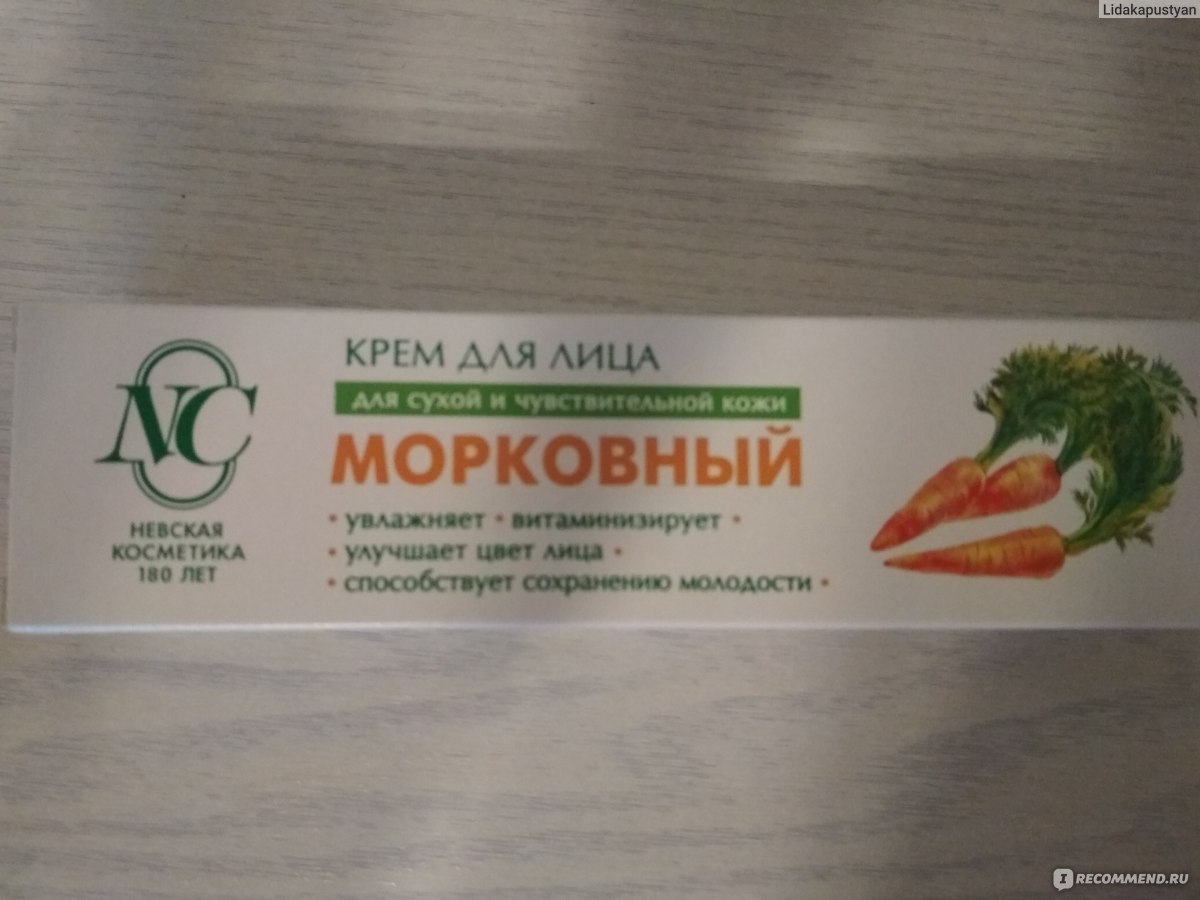 Lidakapustyan
NC
НЕВСКАЯ
КОСМЕТИКА
180 ЛЕТ
КРЕМ ДЛЯ ЛИЦА
для сухой и чувствительной кожи
МОРКОВНЫЙ
• увлажняет • витаминизирует •
• улучшает цвет лица •
• способствует сохранению молодости •
IRECOMMEND.RU